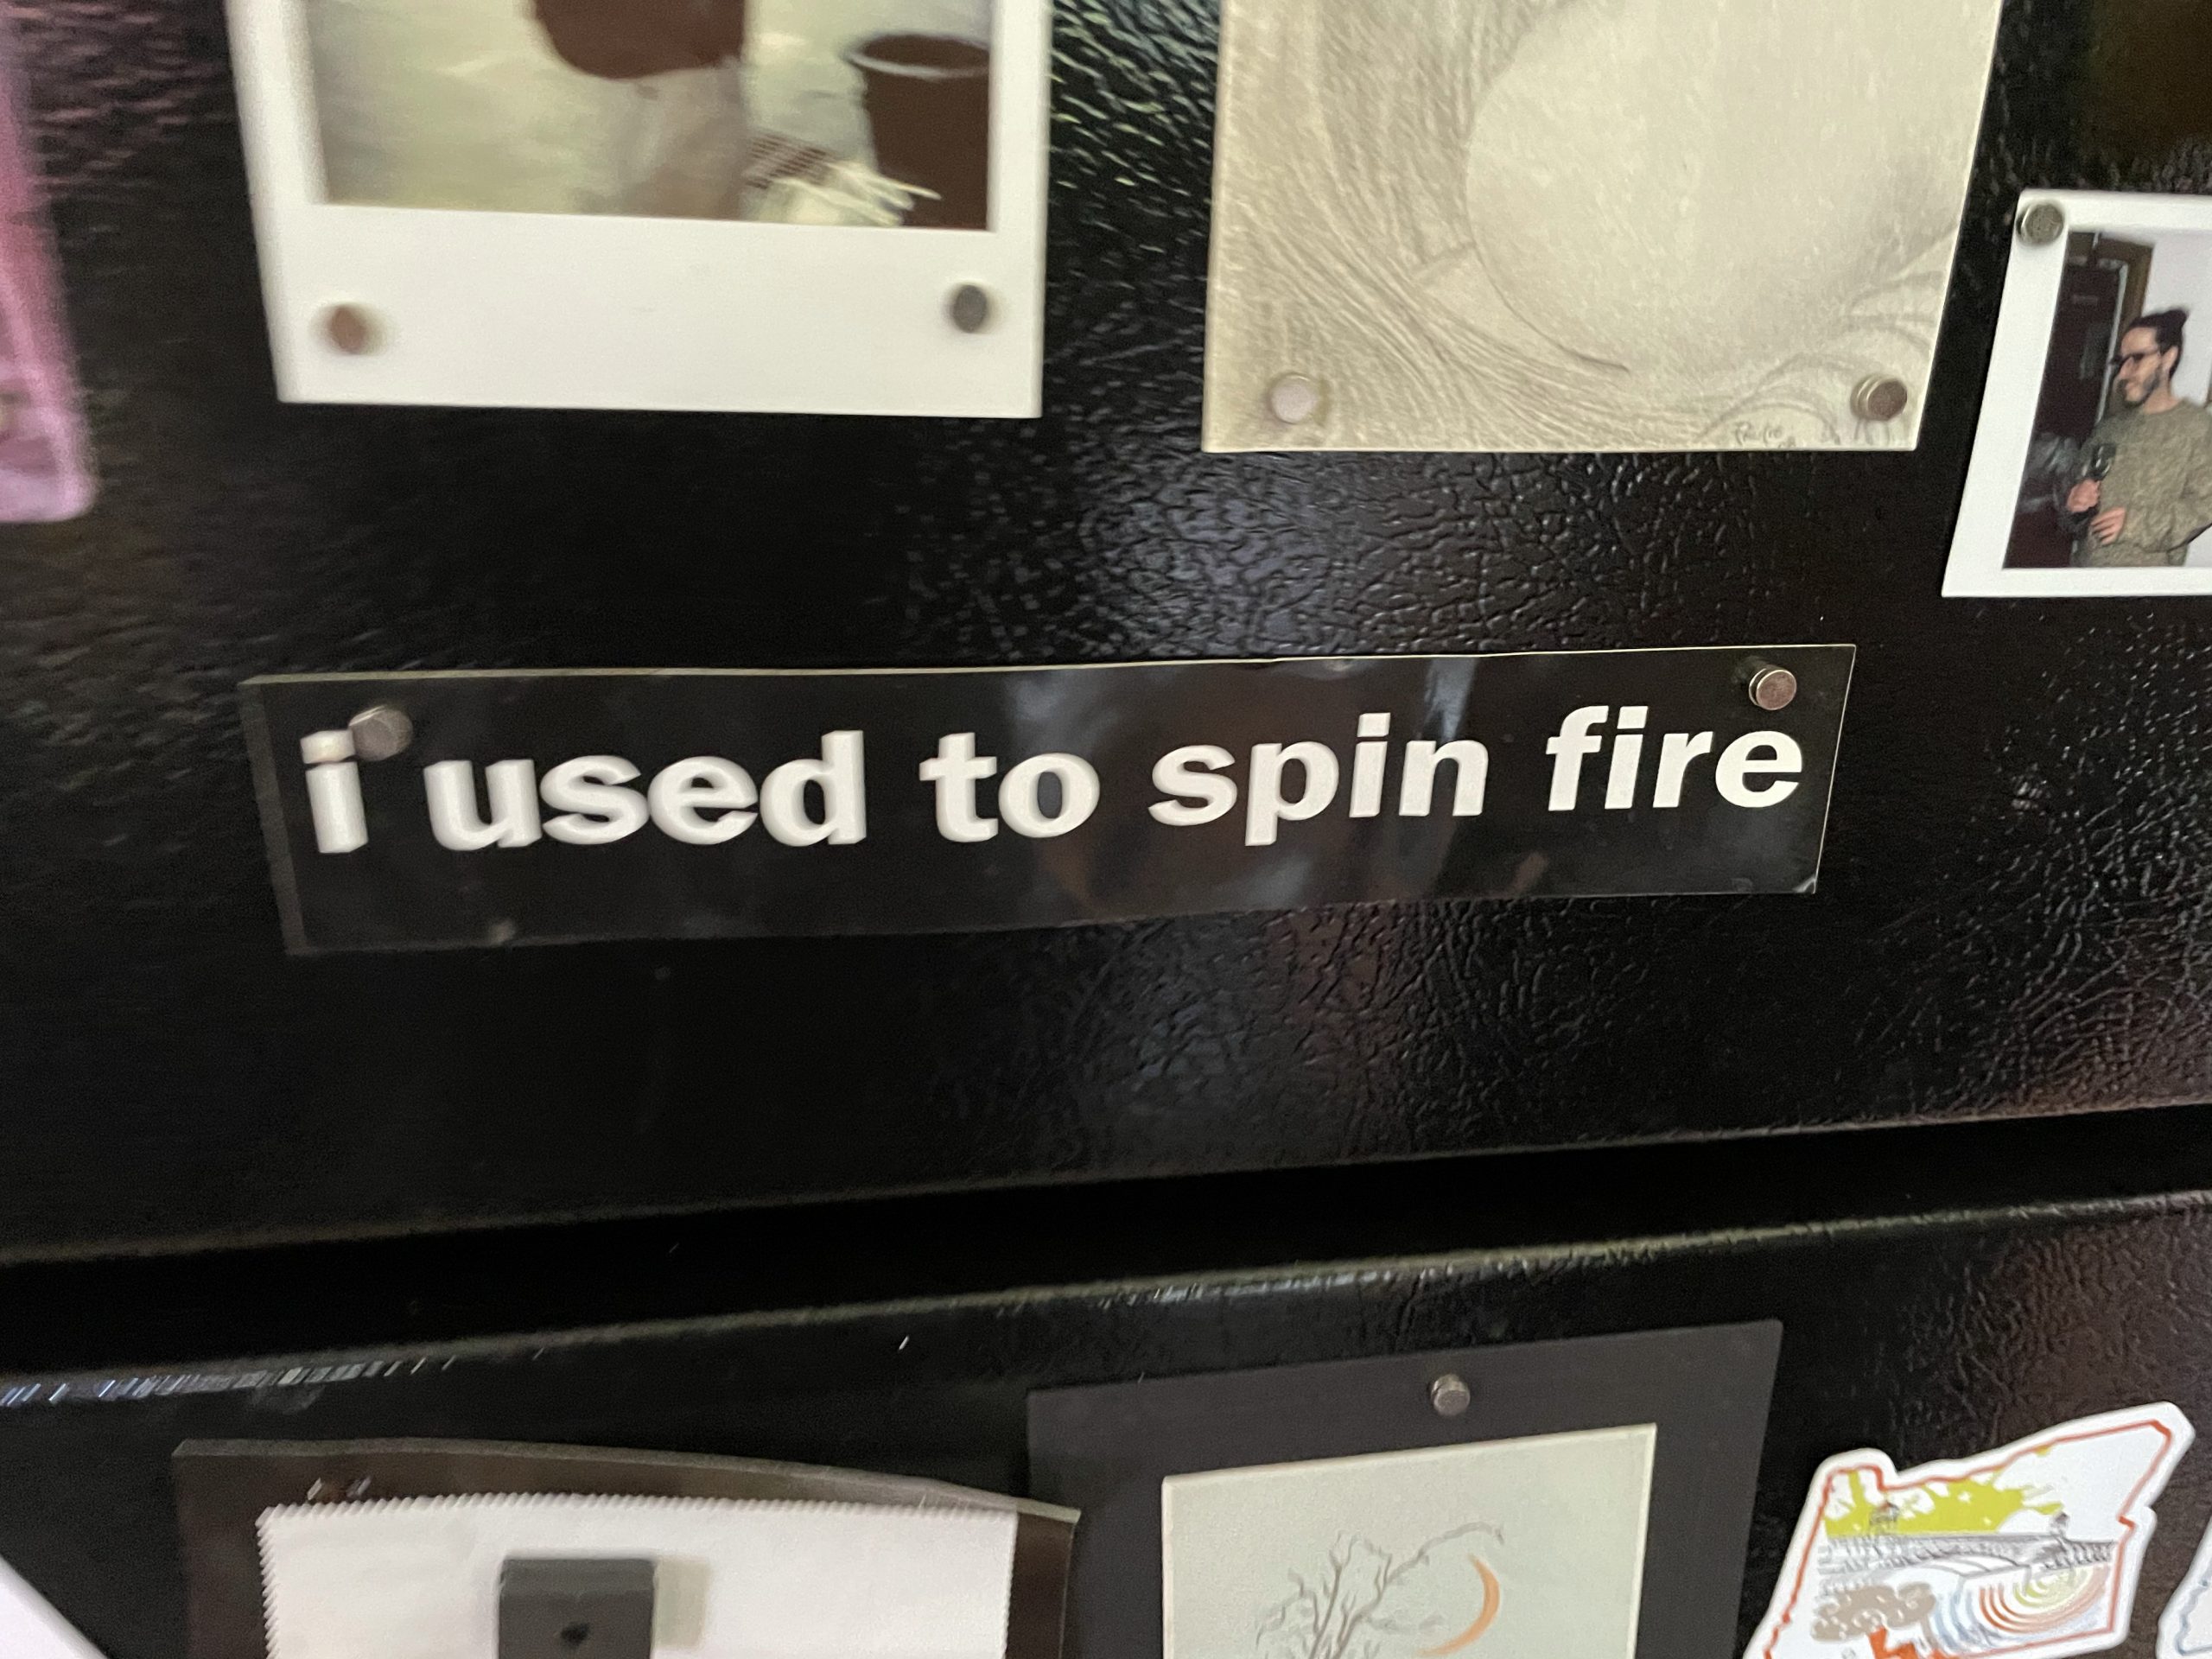 i used to spin fire